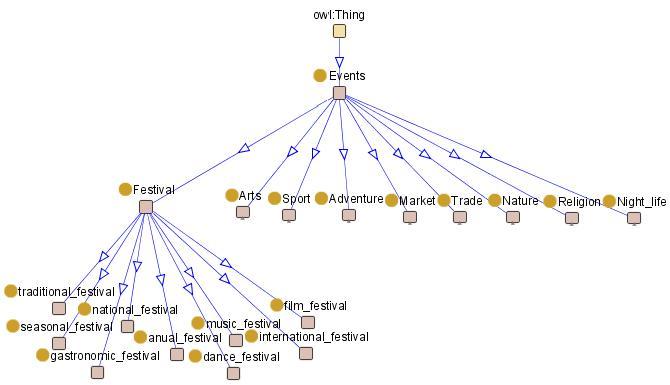 owl:Thing
Events
Festival
Arts
Sport
Adventure
Market
Trade
Nature
Religion
Night_life
traditional_festival
national_festival
film_festival
seasonal_festival
anual_festival
music_festival
international_festival
gastronomic_festival
dance_festival